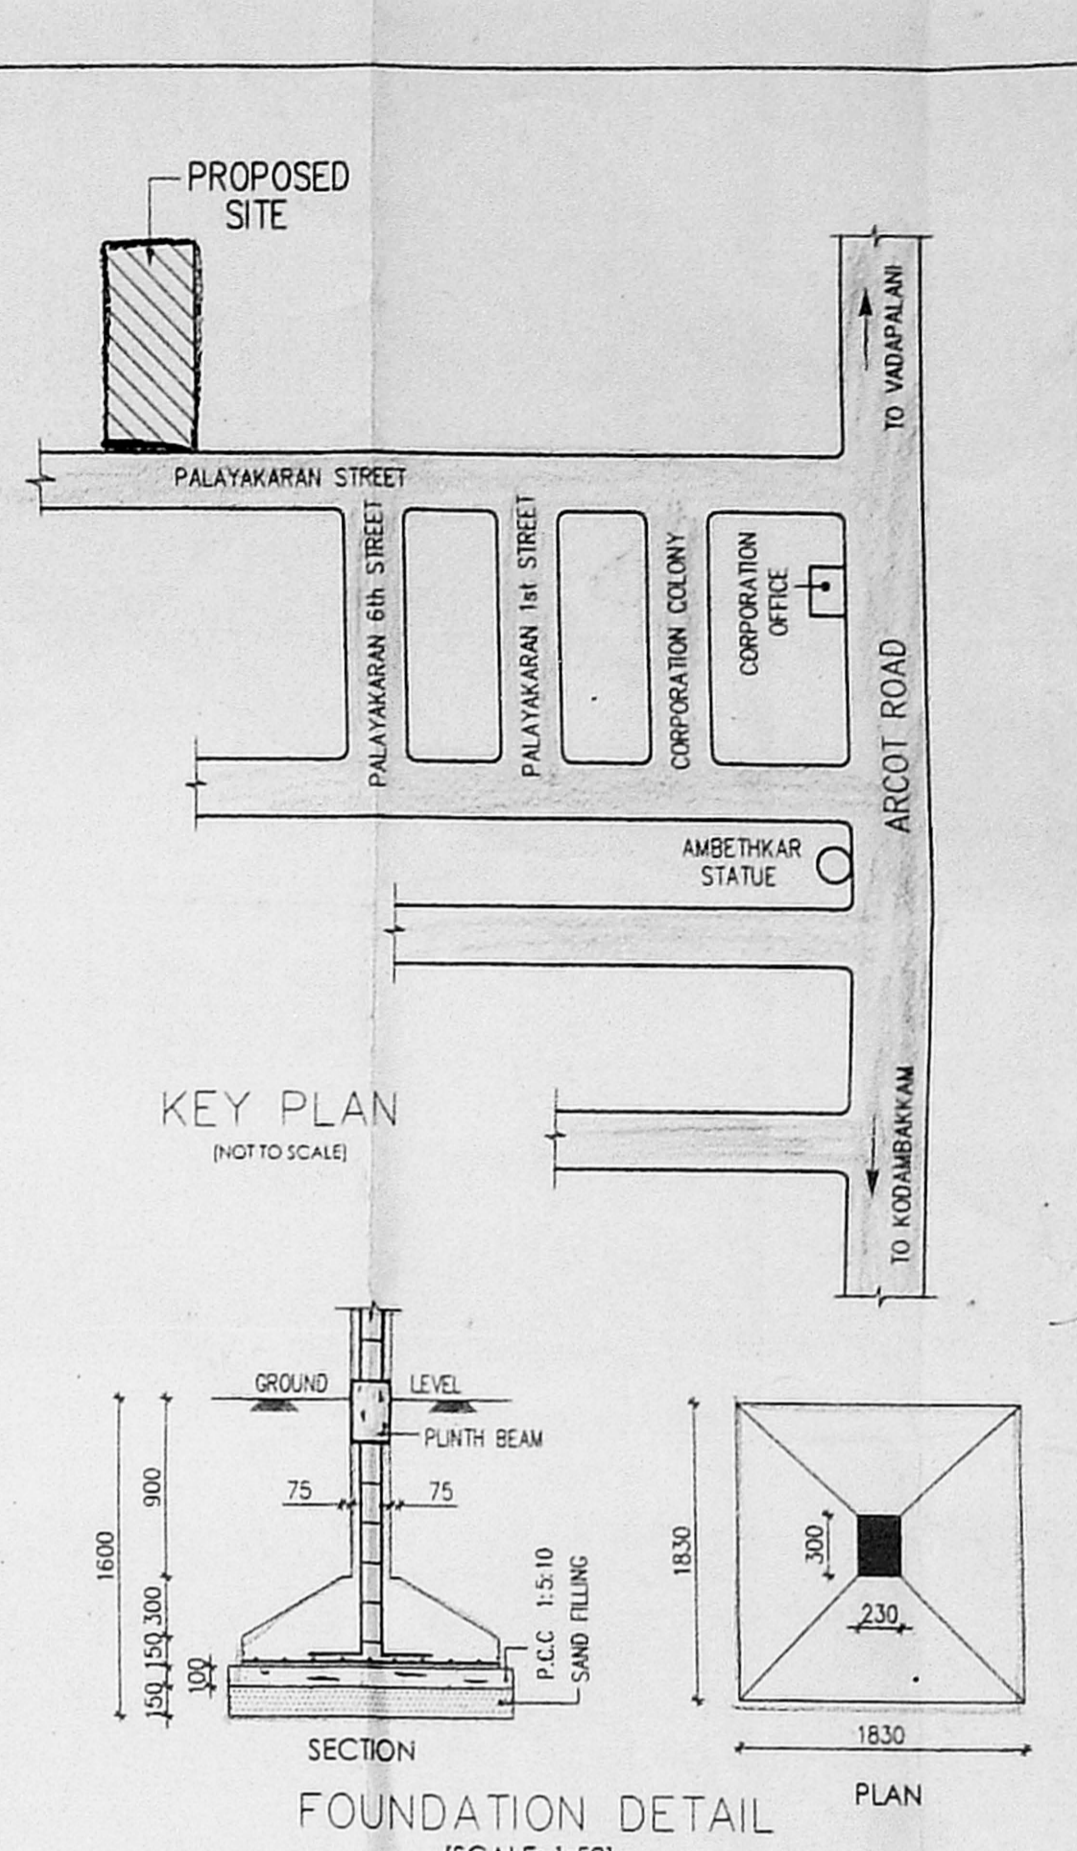 PROPOSED
SITE
TO VADAPALANI
PALAYAKARAN STREET
PALAYAKARAN 6th STREET
PALAYAKARAN 1st STREET
CORPORATION COLONY
CORPORATION
OFFICE
ARCOT ROAD
AMBETHKAR
STATUE
KEY PLAN
(NOT TO SCALE)
TO KODAMBAKKAM
GROUND LEVEL
PLINTH BEAM
75 75
900
1600
300
150
100
150
P.C.C 1:5:10
SAND FILLING
SECTION
1830
300
230
1830
PLAN
FOUNDATION DETAIL